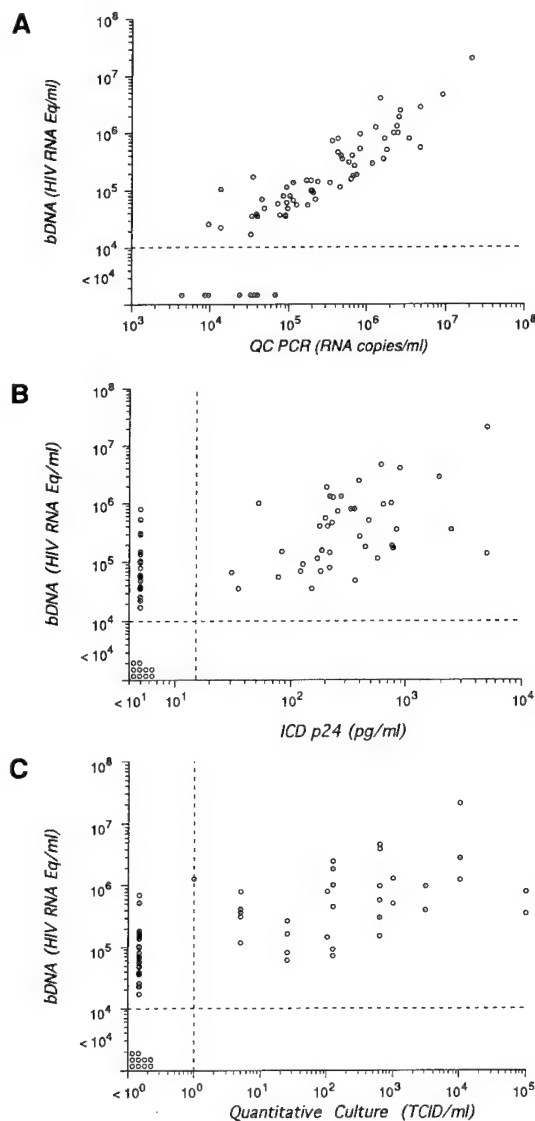 A
bDNA (HIV RNA Eq/ml)
10^8
10^7
10^6
10^5
10^4
< 10^4
10^3 10^4 10^5 10^6 10^7 10^8
QC PCR (RNA copies/ml)
B
bDNA (HIV RNA Eq/ml)
10^8
10^7
10^6
10^5
10^4
< 10^4
< 10^1 10^1 10^2 10^3 10^4
ICD p24 (pg/ml)
C
bDNA (HIV RNA Eq/ml)
10^8
10^7
10^6
10^5
10^4
< 10^4
< 10^0 10^0 10^1 10^2 10^3 10^4 10^5
Quantitative Culture (TCID/ml)